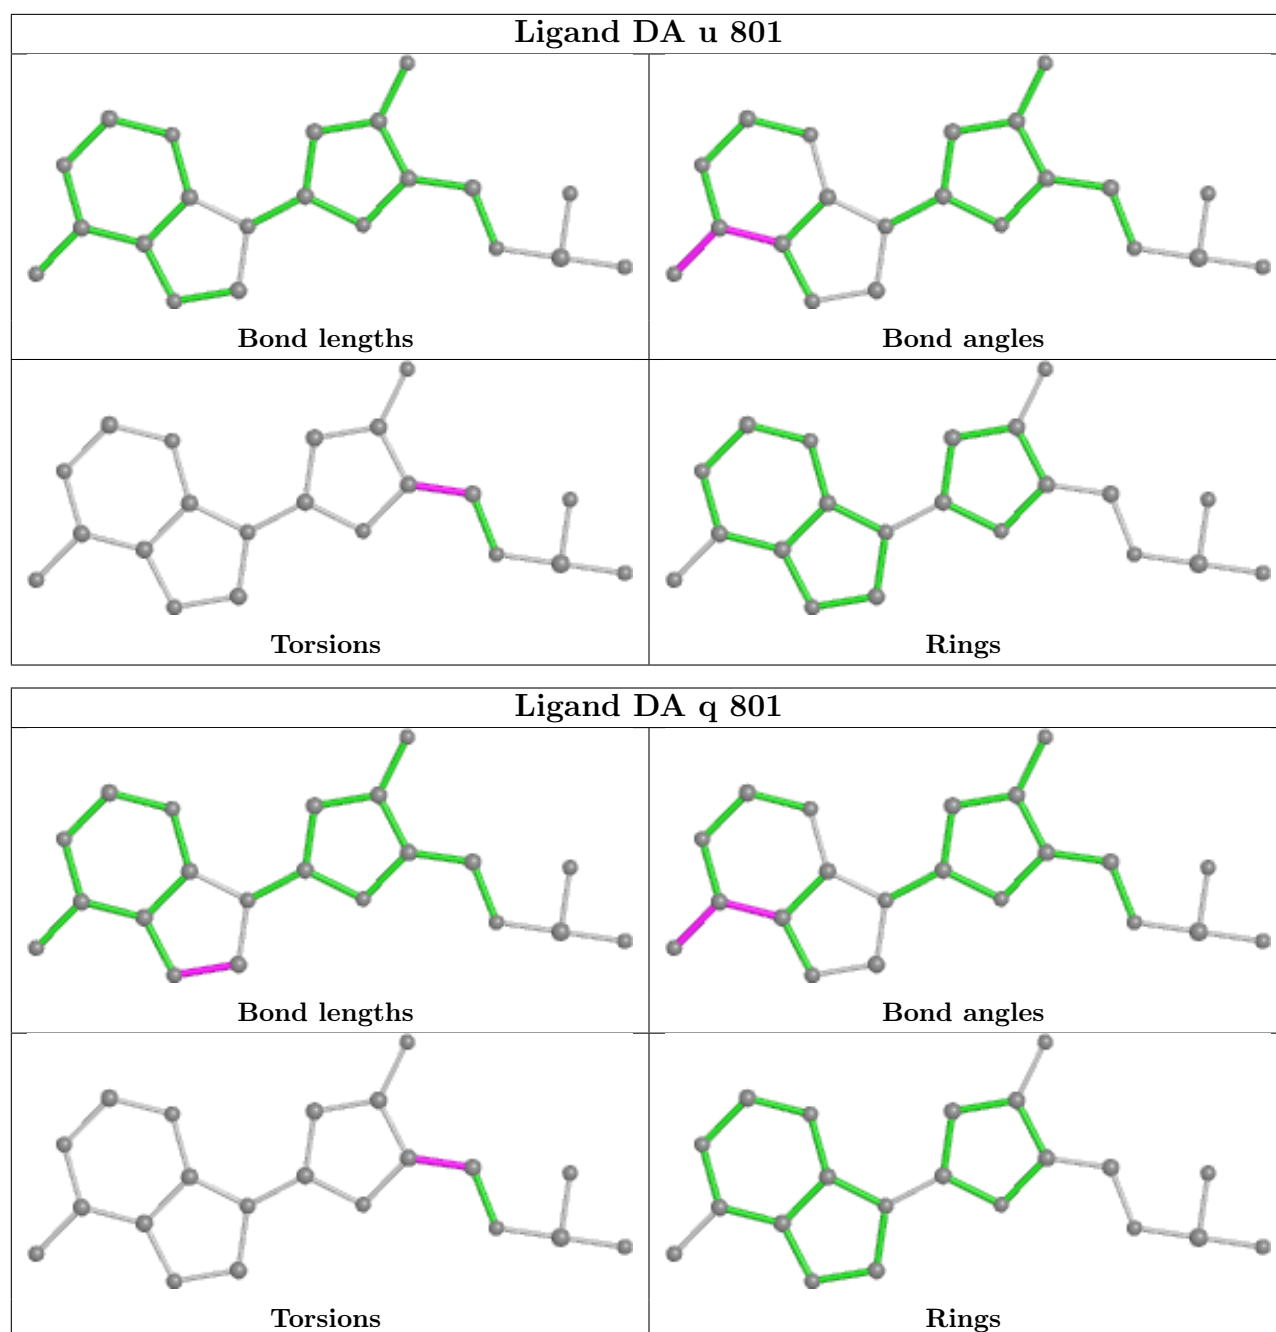 Ligand DA u 801
Bond lengths
Bond angles
Torsions
Rings
Ligand DA q 801
Bond lengths
Bond angles
Torsions
Rings